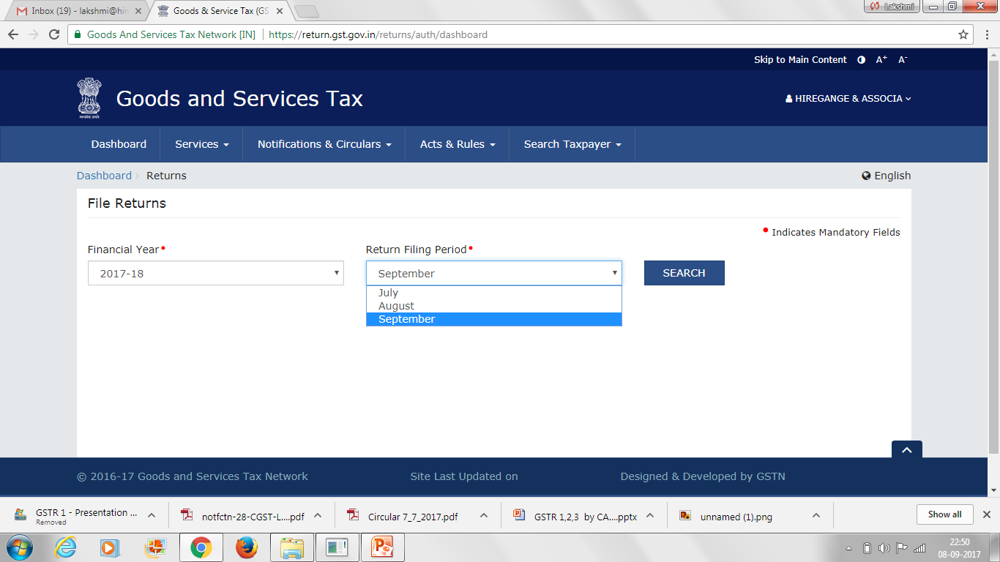 Inbox (19) - lakshmi@hir
Goods & Service Tax (GS
Lakshmi
Goods And Services Tax Network [IN]
https://return.gst.gov.in/returns/auth/dashboard
Skip to Main Content A+ A-
Goods and Services Tax
HIREGANGE & ASSOCIA
Dashboard Services Notifications & Circulars Acts & Rules Search Taxpayer
Dashboard > Returns
English
File Returns
• Indicates Mandatory Fields
Financial Year•
Return Filing Period•
2017-18
September
SEARCH
July
August
September
© 2016-17 Goods and Services Tax Network
Site Last Updated on
Designed & Developed by GSTN
GSTR 1 - Presentation ...
Removed
notfctn-28-CGST-L....pdf
Circular 7_7_2017.pdf
GSTR 1,2,3 by CA....pptx
unnamed (1).png
Show all
22:50
08-09-2017